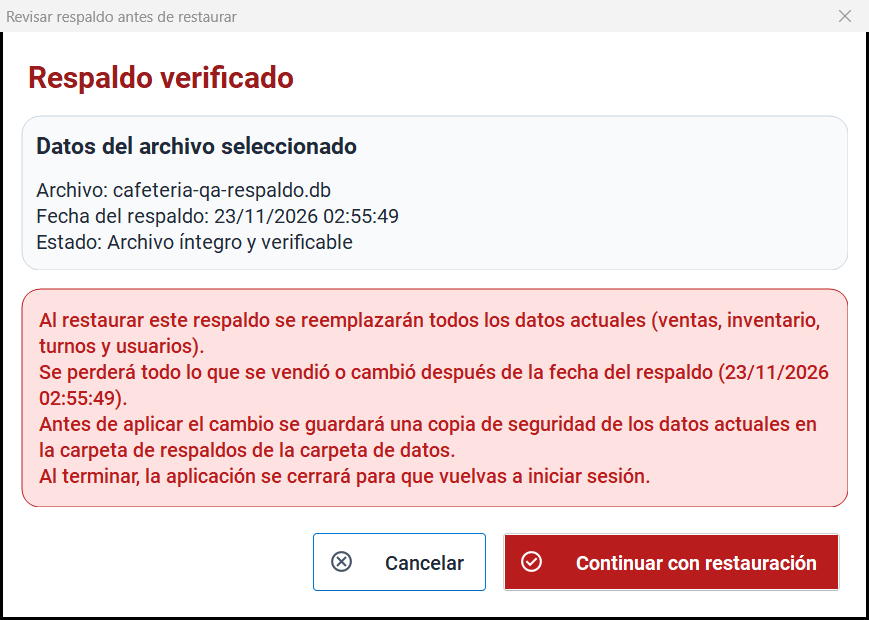 Revisar respaldo antes de restaurar
Respaldo verificado
Datos del archivo seleccionado
Archivo: cafeteria-qa-respaldo.db
Fecha del respaldo: 23/11/2026 02:55:49
Estado: Archivo íntegro y verificable
Al restaurar este respaldo se reemplazarán todos los datos actuales (ventas, inventario,
turnos y usuarios).
Se perderá todo lo que se vendió o cambió después de la fecha del respaldo (23/11/2026
02:55:49).
Antes de aplicar el cambio se guardará una copia de seguridad de los datos actuales en
la carpeta de respaldos de la carpeta de datos.
Al terminar, la aplicación se cerrará para que vuelvas a iniciar sesión.
Cancelar
Continuar con restauración